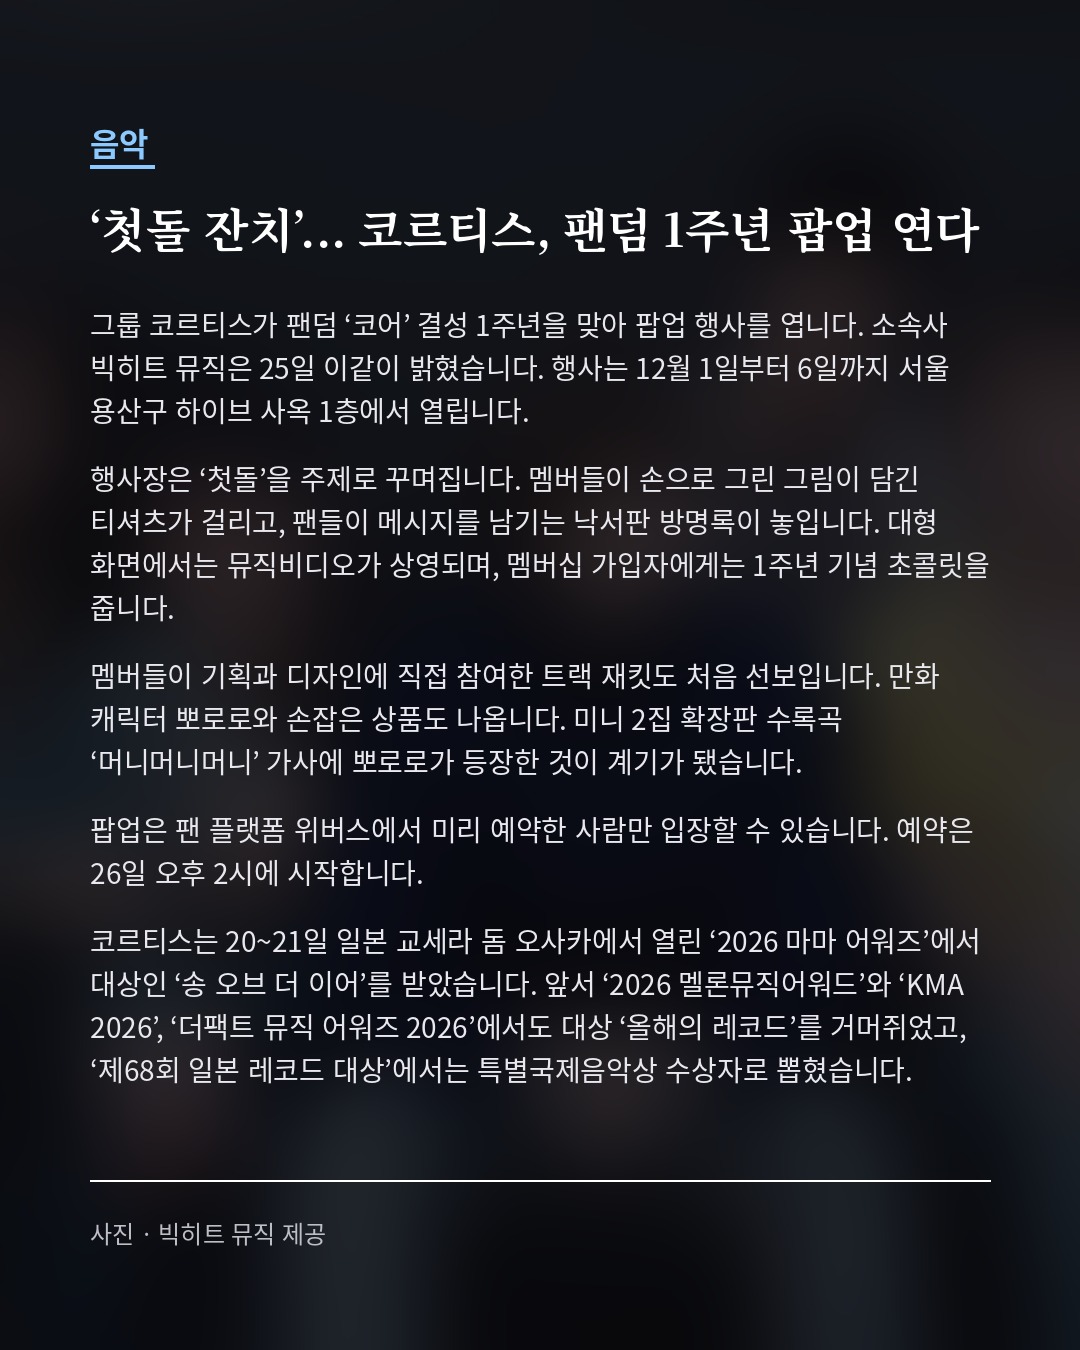 음악
‘첫돌 잔치’... 코르티스, 팬덤 1주년 팝업 연다
그룹 코르티스가 팬덤 ‘코어’ 결성 1주년을 맞아 팝업 행사를 엽니다. 소속사
빅히트 뮤직은 25일 이같이 밝혔습니다. 행사는 12월 1일부터 6일까지 서울
용산구 하이브 사옥 1층에서 열립니다.
행사장은 ‘첫돌’을 주제로 꾸며집니다. 멤버들이 손으로 그린 그림이 담긴
티셔츠가 걸리고, 팬들이 메시지를 남기는 낙서판 방명록이 놓입니다. 대형
화면에서는 뮤직비디오가 상영되며, 멤버십 가입자에게는 1주년 기념 초콜릿을
줍니다.
멤버들이 기획과 디자인에 직접 참여한 트랙 재킷도 처음 선보입니다. 만화
캐릭터 뽀로로와 손잡은 상품도 나옵니다. 미니 2집 확장판 수록곡
‘머니머니머니’ 가사에 뽀로로가 등장한 것이 계기가 됐습니다.
팝업은 팬 플랫폼 위버스에서 미리 예약한 사람만 입장할 수 있습니다. 예약은
26일 오후 2시에 시작합니다.
코르티스는 20~21일 일본 교세라 돔 오사카에서 열린 ‘2026 마마 어워즈’에서
대상인 ‘송 오브 더 이어’를 받았습니다. 앞서 ‘2026 멜론뮤직어워드’와 ‘KMA
2026’, ‘더팩트 뮤직 어워즈 2026’에서도 대상 ‘올해의 레코드’를 거머쥐었고,
‘제68회 일본 레코드 대상’에서는 특별국제음악상 수상자로 뽑혔습니다.
사진 · 빅히트 뮤직 제공